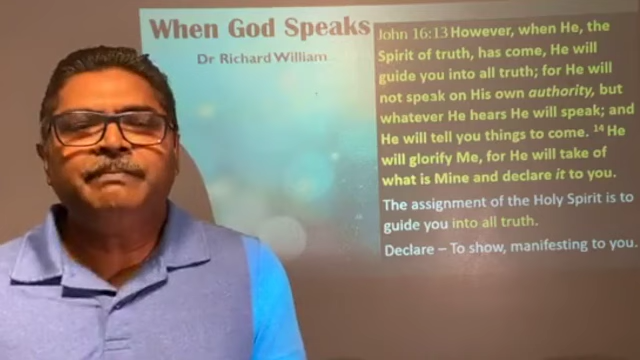 When God Speaks
Dr Richard William
John 16:13 However, when He, the
Spirit of truth, has come, He will
guide you into all truth; for He will
not speak on His own authority, but
whatever He hears He will speak; and
He will tell you things to come. 14 He
will glorify Me, for He will take of
what is Mine and declare it to you.
The assignment of the Holy Spirit is to
guide you into all truth.
Declare – To show, manifesting to you.